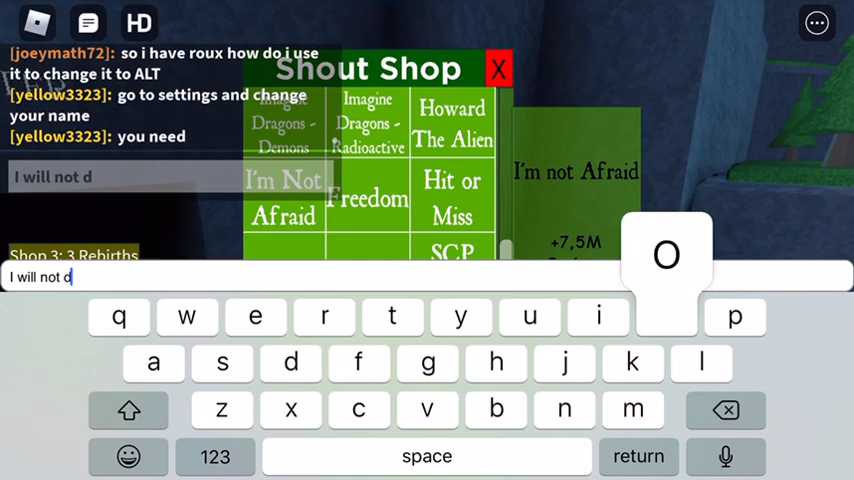 HD
[joeymath72]: so i have roux how do i use
it to change it to ALT
[yellow3323]: go to settings and change
your name
[yellow3323]: you need
I will not d
Shout Shop
X
Imagine
Dragons -
Demons
Imagine
Dragons -
Radioactive
Howard
The Alien
I'm Not
Afraid
Freedom
Hit or
Miss
SCP
I'm not Afraid
+7,5M
Shop 3: 3 Rebirths
I will not d
O
q w e r t y u i p
a s d f g h j k l
z x c v b n m
123 space return